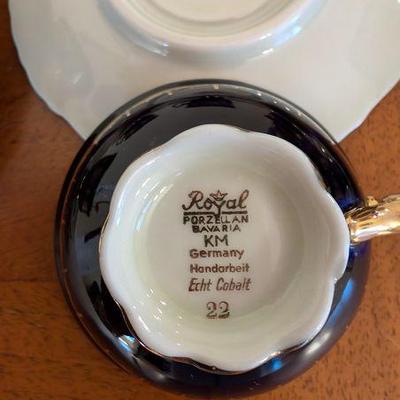 Royal
PORZELLAN
BAVARIA
KM
Germany
Handarbeit
Echt Cobalt
22